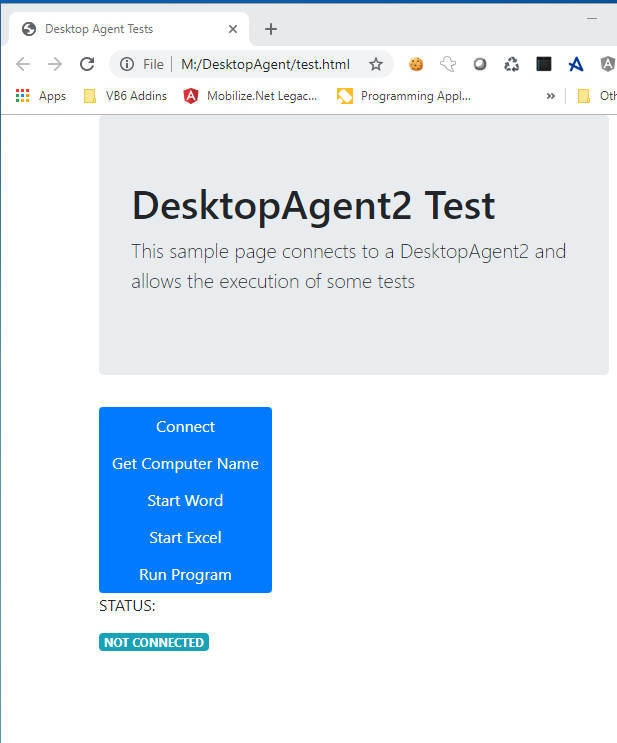 Desktop Agent Tests
File M:/DesktopAgent/test.html
Apps VB6 Addins Mobilize.Net Legac... Programming Appl... » Oth
DesktopAgent2 Test
This sample page connects to a DesktopAgent2 and
allows the execution of some tests
Connect
Get Computer Name
Start Word
Start Excel
Run Program
STATUS:
NOT CONNECTED